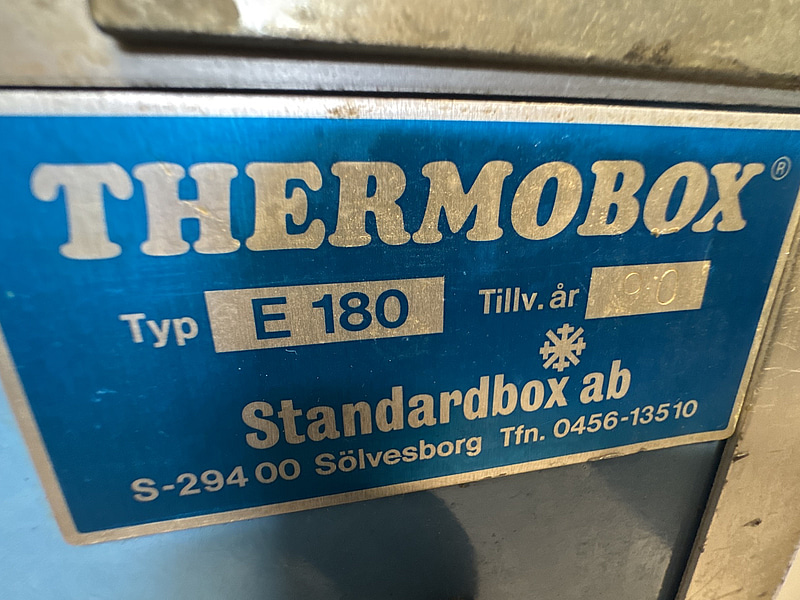 THERMOBOX®
Typ E 180 Tillv. år 90
Standardbox ab
S-294 00 Sölvesborg Tfn. 0456-13510